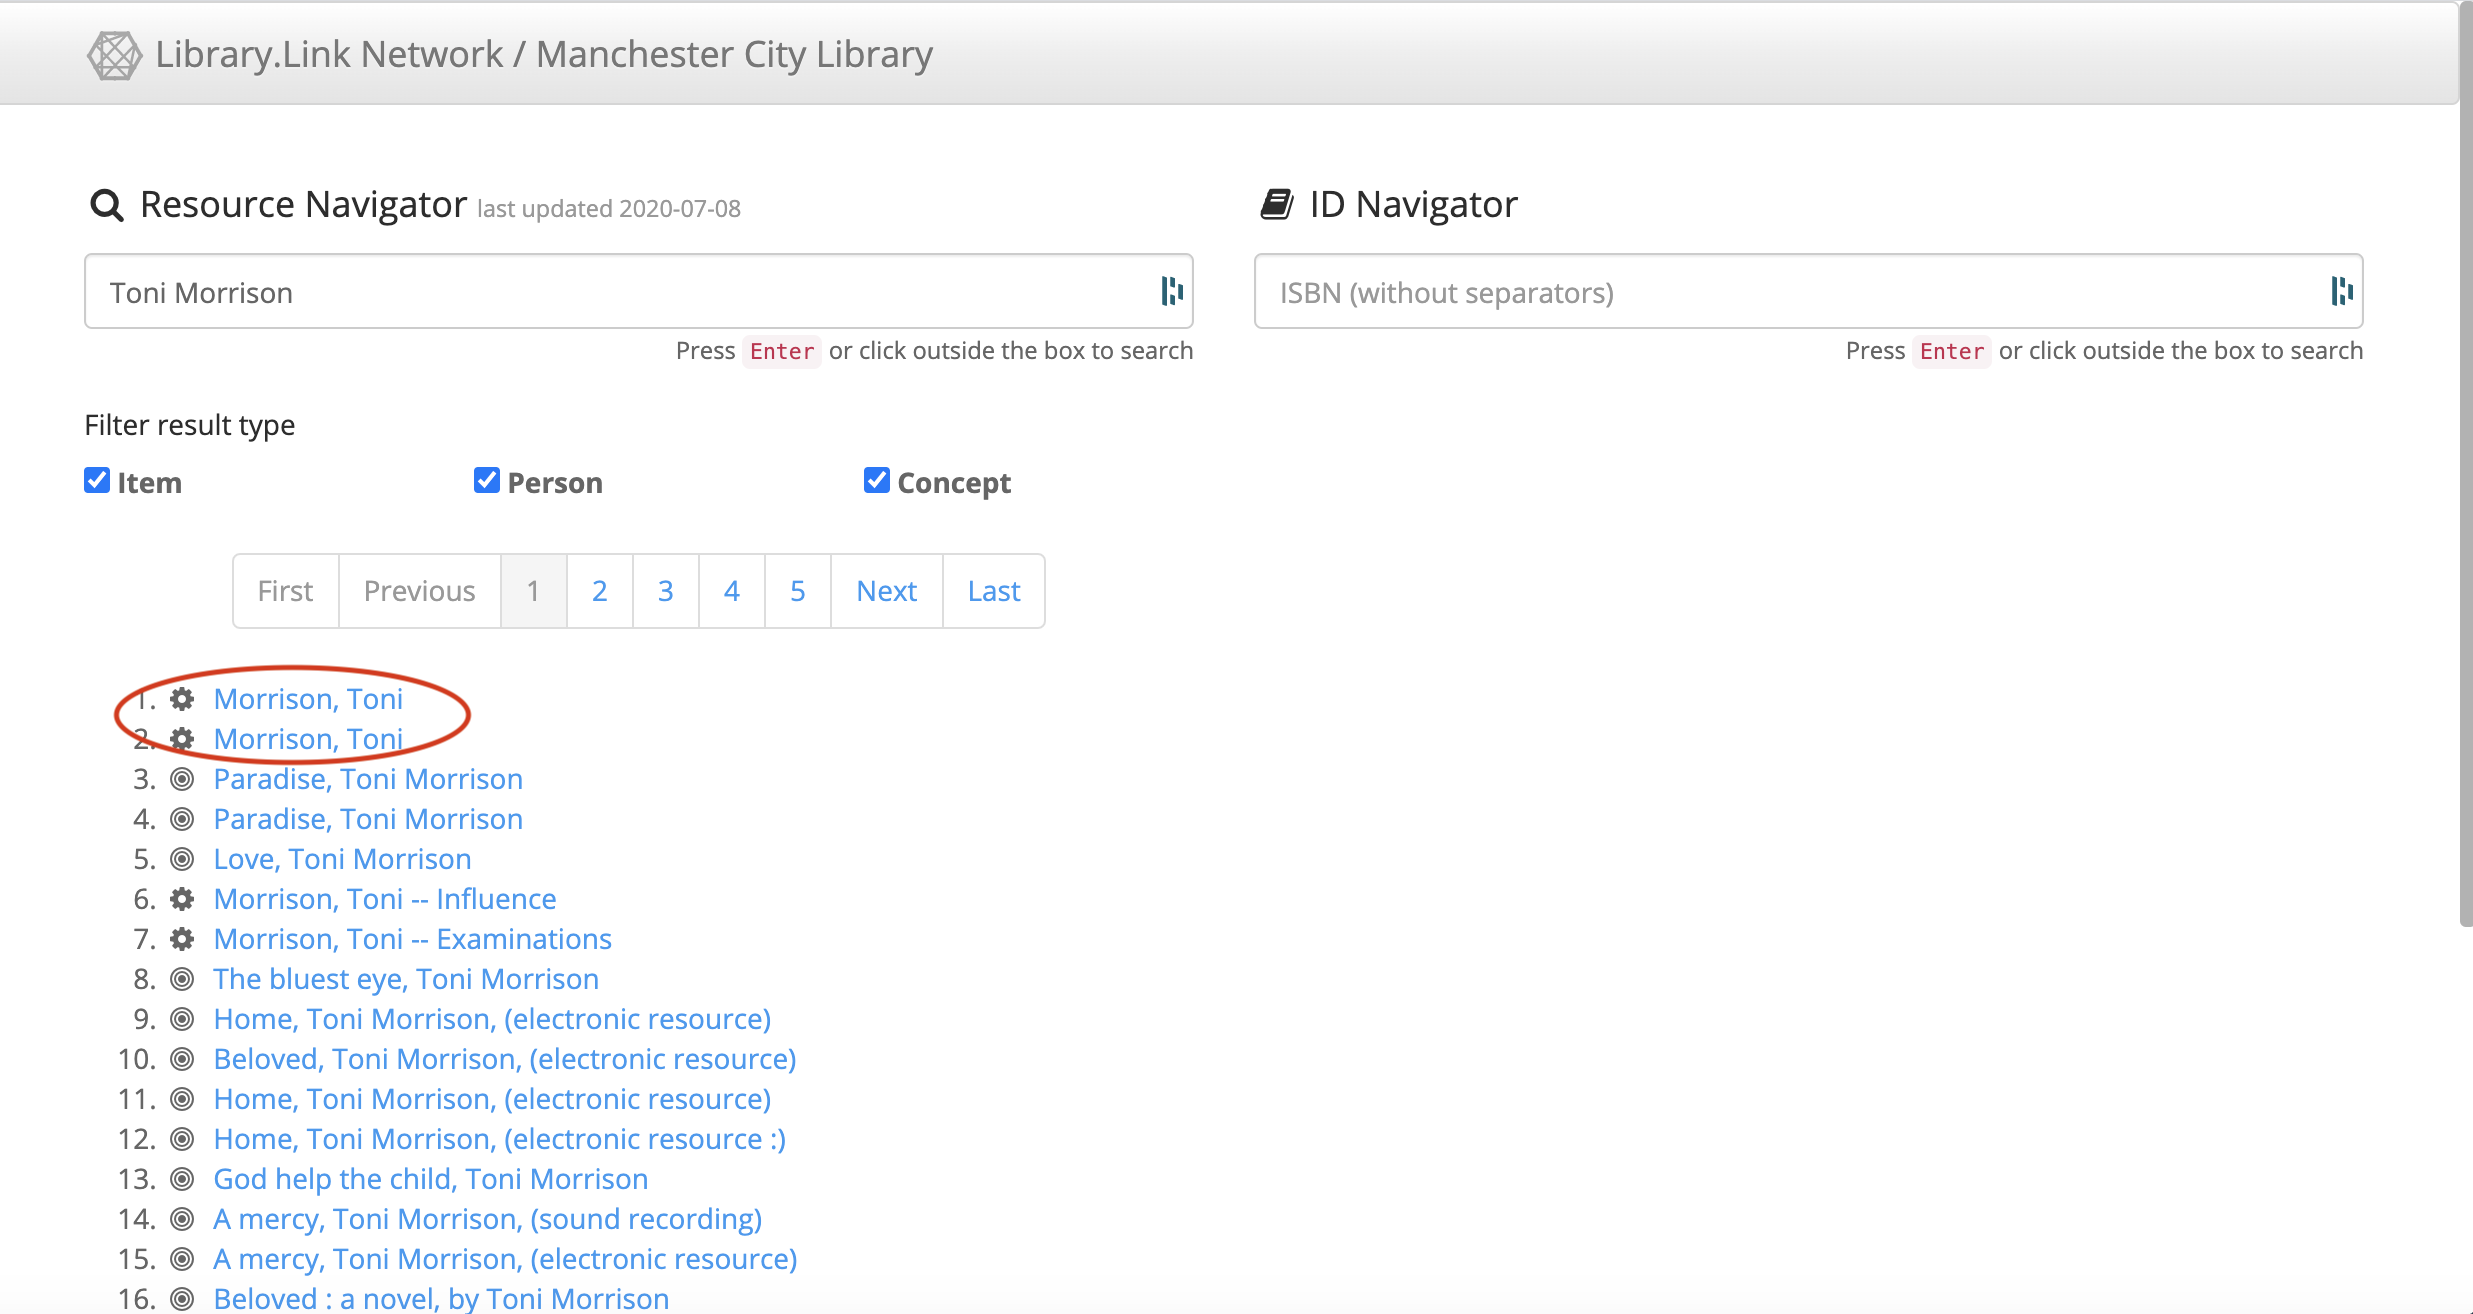 Library.Link Network / Manchester City Library
Resource Navigator last updated 2020-07-08
Toni Morrison
Press Enter or click outside the box to search
ID Navigator
ISBN (without separators)
Press Enter or click outside the box to search
Filter result type
Item Person Concept
First Previous 1 2 3 4 5 Next Last
1. Morrison, Toni
2. Morrison, Toni
3. Paradise, Toni Morrison
4. Paradise, Toni Morrison
5. Love, Toni Morrison
6. Morrison, Toni -- Influence
7. Morrison, Toni -- Examinations
8. The bluest eye, Toni Morrison
9. Home, Toni Morrison, (electronic resource)
10. Beloved, Toni Morrison, (electronic resource)
11. Home, Toni Morrison, (electronic resource)
12. Home, Toni Morrison, (electronic resource :)
13. God help the child, Toni Morrison
14. A mercy, Toni Morrison, (sound recording)
15. A mercy, Toni Morrison, (electronic resource)
16. Beloved : a novel, by Toni Morrison